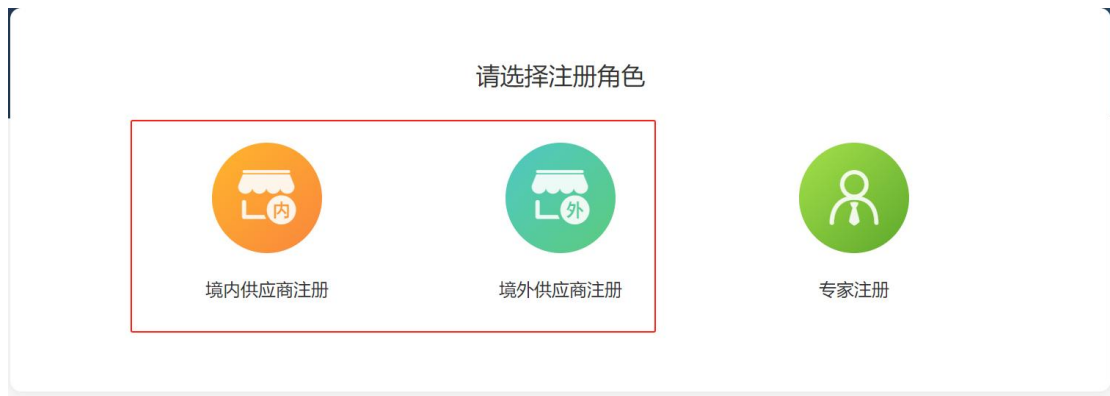 请选择注册角色
内
外
境内供应商注册
境外供应商注册
专家注册